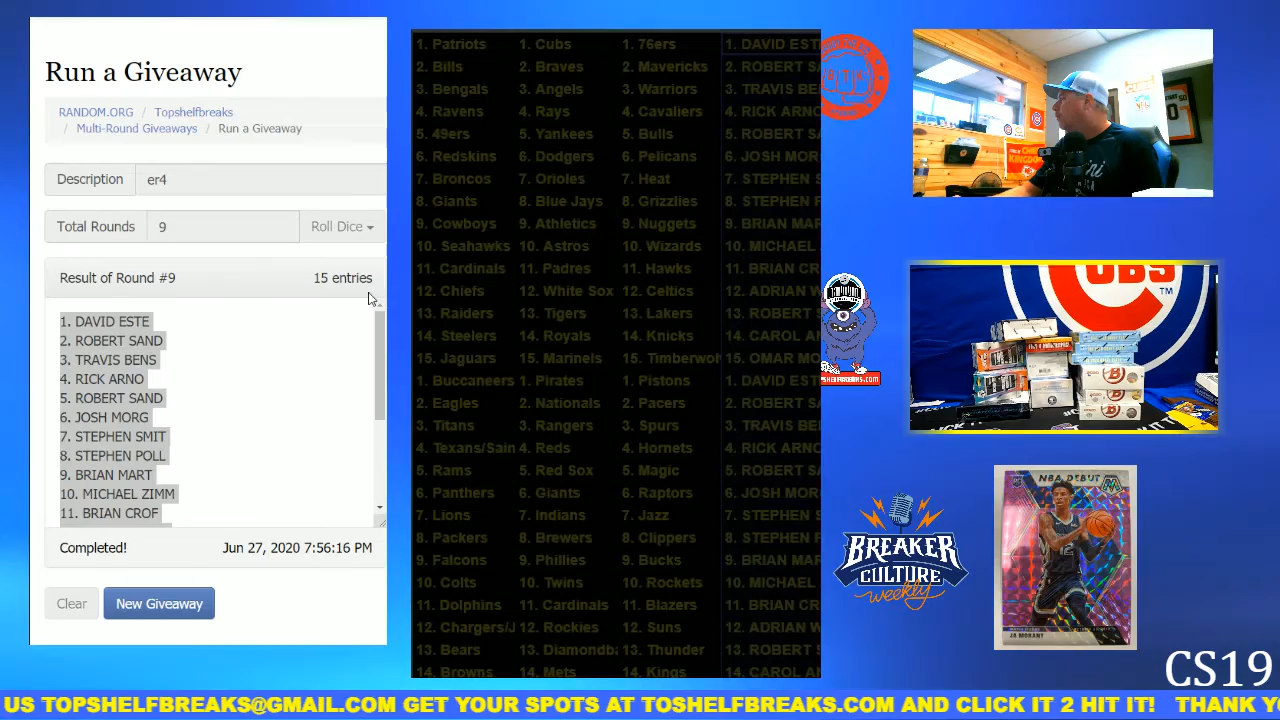 Run a Giveaway
RANDOM.ORG / Topshelfbreaks
/ Multi-Round Giveaways / Run a Giveaway
Description er4
Total Rounds 9 Roll Dice
Result of Round #9 15 entries
1. DAVID ESTE
2. ROBERT SAND
3. TRAVIS BENS
4. RICK ARNO
5. ROBERT SAND
6. JOSH MORG
7. STEPHEN SMIT
8. STEPHEN POLL
9. BRIAN MART
10. MICHAEL ZIMM
11. BRIAN CROF
Completed! Jun 27, 2020 7:56:16 PM
Clear New Giveaway
1. Patriots 1. Cubs 1. 76ers 1. DAVID EST
2. Bills 2. Braves 2. Mavericks 2. ROBERT SA
3. Bengals 3. Angels 3. Warriors 3. TRAVIS BE
4. Ravens 4. Rays 4. Cavaliers 4. RICK ARNO
5. 49ers 5. Yankees 5. Bulls 5. ROBERT SA
6. Redskins 6. Dodgers 6. Pelicans 6. JOSH MOR
7. Broncos 7. Orioles 7. Heat 7. STEPHEN S
8. Giants 8. Blue Jays 8. Grizzlies 8. STEPHEN
9. Cowboys 9. Athletics 9. Nuggets 9. BRIAN MAR
10. Seahawks 10. Astros 10. Wizards 10. MICHAEL
11. Cardinals 11. Padres 11. Hawks 11. BRIAN CR
12. Chiefs 12. White Sox 12. Celtics 12. ADRIAN W
13. Raiders 13. Tigers 13. Lakers 13. ROBERT
14. Steelers 14. Royals 14. Knicks 14. CAROL A
15. Jaguars 15. Marinels 15. Timberwol 15. OMAR MO
1. Buccaneers 1. Pirates 1. Pistons 1. DAVID EST
2. Eagles 2. Nationals 2. Pacers 2. ROBERT SA
3. Titans 3. Rangers 3. Spurs 3. TRAVIS BE
4. Texans/Sain 4. Reds 4. Hornets 4. RICK ARNO
5. Rams 5. Red Sox 5. Magic 5. ROBERT SA
6. Panthers 6. Giants 6. Raptors 6. JOSH MOR
7. Lions 7. Indians 7. Jazz 7. STEPHEN S
8. Packers 8. Brewers 8. Clippers 8. STEPHEN
9. Falcons 9. Phillies 9. Bucks 9. BRIAN MAR
10. Colts 10. Twins 10. Rockets 10. MICHAEL
11. Dolphins 11. Cardinals 11. Blazers 11. BRIAN CR
12. Chargers/J 12. Rockies 12. Suns 12. ADRIAN W
13. Bears 13. Diamondba 13. Thunder 13. ROBERT
14. Browns 14. Mets 14. Kings 14. CAROL A
BTK
CHIEFS
KINGDOM
CUBS
TM
TOPSHELFBREAKS.COM
BREAKER
CULTURE
weekly
NBA DEBUT
JA MORANT
CS19
US TOPSHELFBREAKS@GMAIL.COM GET YOUR SPOTS AT TOSHELFBREAKS.COM AND CLICK IT 2 HIT IT! THANK Y